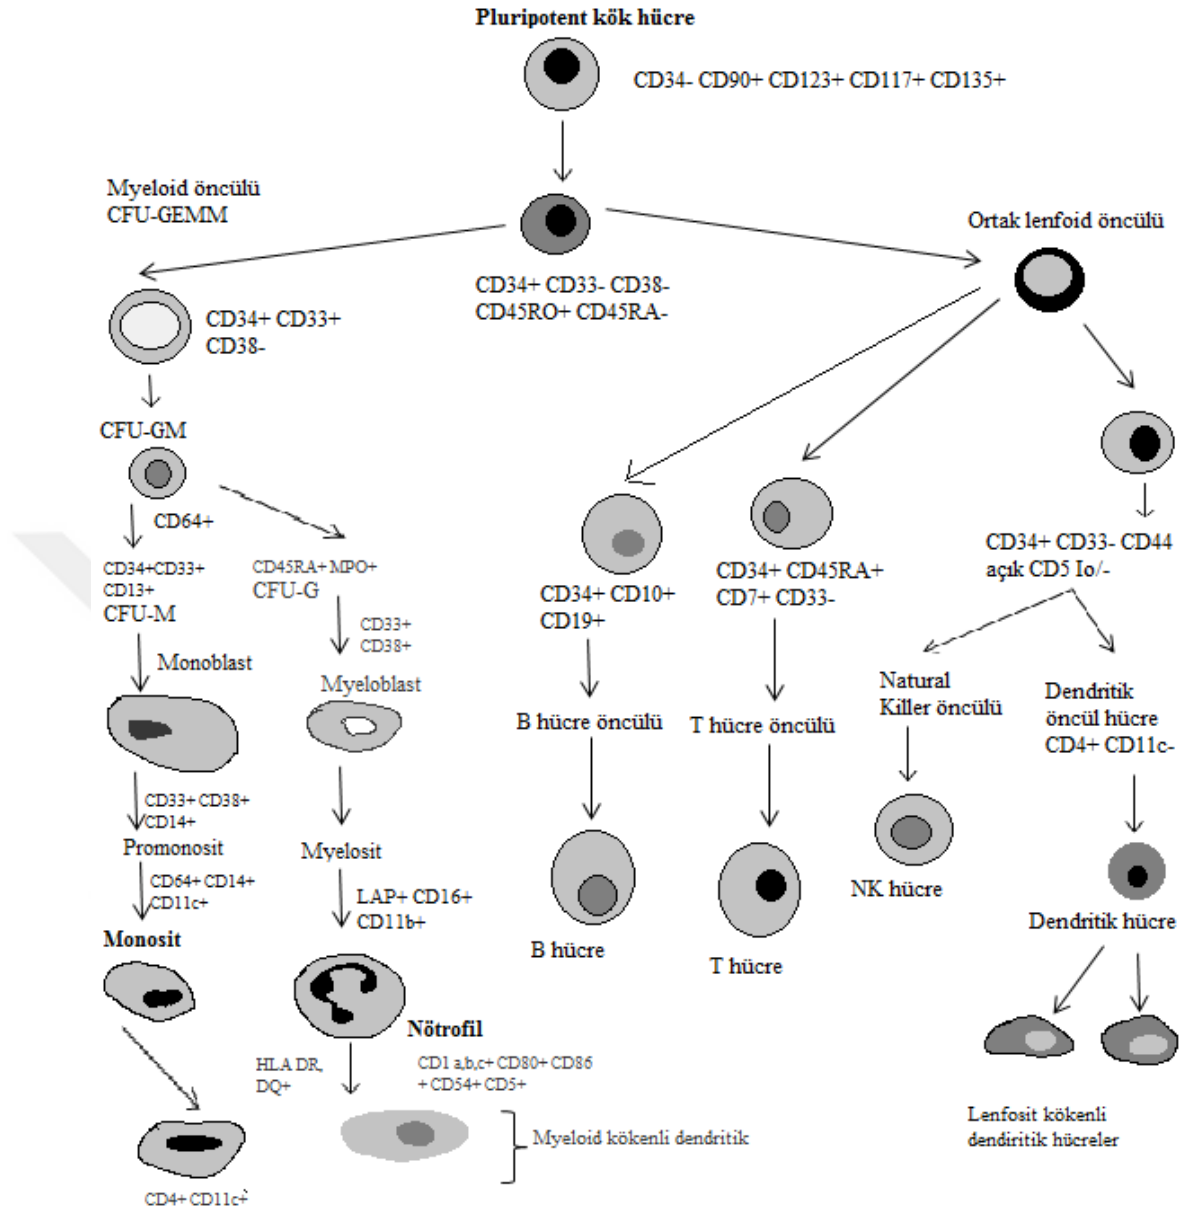 Pluripotent kök hücre
CD34- CD90+ CD123+ CD117+ CD135+
Myeloid öncülü
CFU-GEMM
Ortak lenfoid öncülü
CD34+ CD33- CD38-
CD45RO+ CD45RA-
CD34+ CD33+
CD38-
CFU-GM
CD64+
CD34+CD33+
CD13+
CFU-M
CD45RA+ MPO+
CFU-G
CD33+
CD38+
CD34+ CD10+
CD19+
CD34+ CD45RA+
CD7+ CD33-
CD34+ CD33- CD44
açık CD5 Io/-
Monoblast
Myeloblast
B hücre öncülü
T hücre öncülü
Natural
Killer öncülü
Dendritik
öncül hücre
CD4+ CD11c-
CD33+ CD38+
CD14+
Promonosit
Myelosit
CD64+ CD14+
CD11c+
LAP+ CD16+
CD11b+
NK hücre
Dendritik hücre
Monosit
B hücre
T hücre
Nötrofil
HLA DR,
DQ+
CD1 a,b,c+ CD80+ CD86
+ CD54+ CD5+
Myeloid kökenli dendritik
Lenfosit kökenli
dendiritik hücreler
CD4+ CD11c+